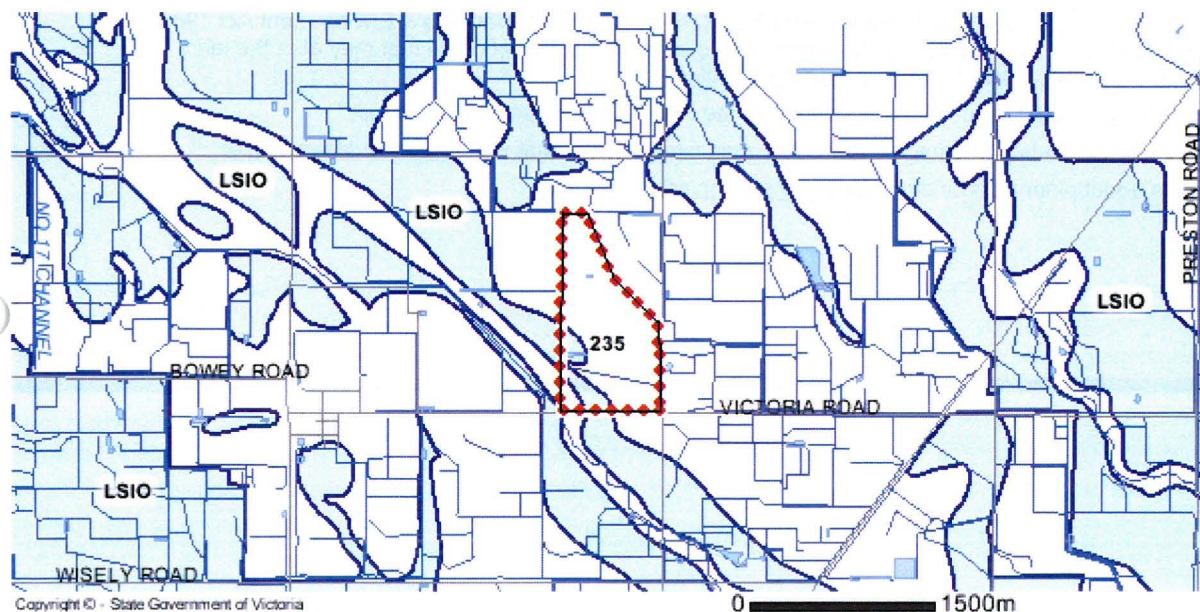 LSIO
LSIO
NO 17 CHANNEL
PRESTON ROAD
LSIO
235
BOWEY ROAD
VICTORIA ROAD
LSIO
WISELY ROAD
Copyright © - State Government of Victoria
0 1500m